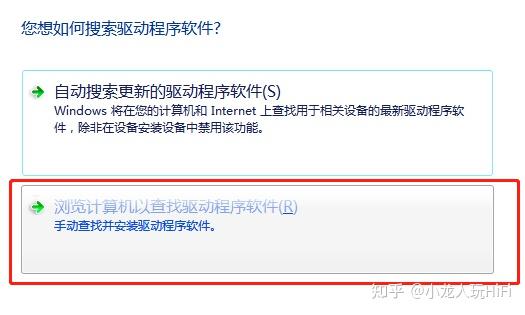 您想如何搜索驱动程序软件?
自动搜索更新的驱动程序软件(S)
Windows 将在您的计算机和 Internet 上查找用于相关设备的最新驱动程序软
件，除非在设备安装设备中禁用该功能。
浏览计算机以查找驱动程序软件(R)
手动查找并安装驱动程序软件。
知乎 @小龙人玩HiFi